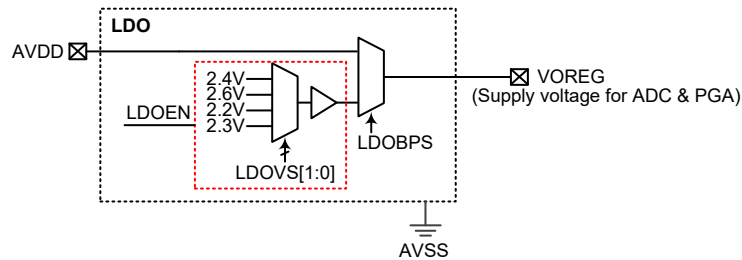 LDO
AVDD
2.4V
2.6V
2.2V
2.3V
LDOEN
LDOVS[1:0]
LDOBPS
VOREG
(Supply voltage for ADC & PGA)
AVSS